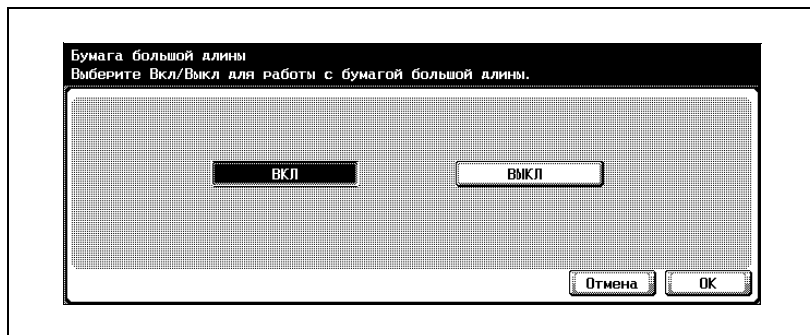 Бумага большой длины
Выберите Вкл/Выкл для работы с бумагой большой длины.
ВКЛ ВЫКЛ
Отмена OK